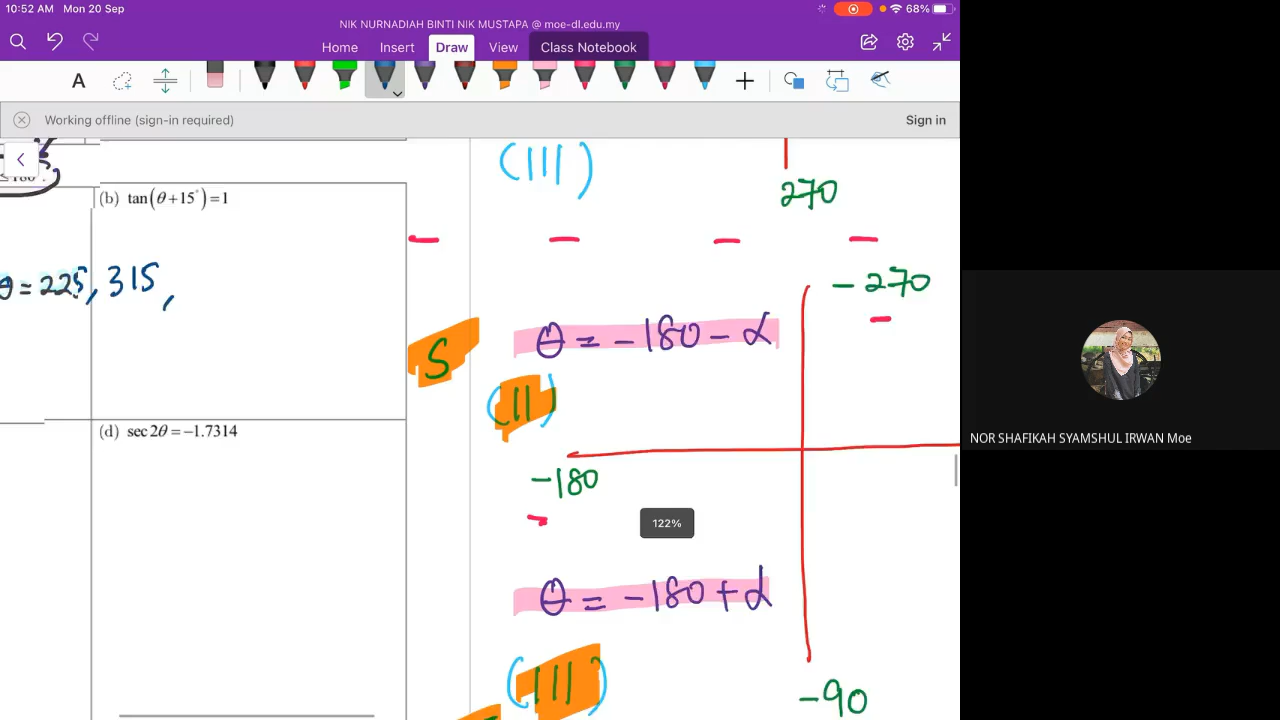 10:52 AM Mon 20 Sep
68%
NIK NURNADIAH BINTI NIK MUSTAPA @ moe-dl.edu.my
Home Insert Draw View Class Notebook
A
Working offline (sign-in required)
Sign in
(III)
270
(b) tan(θ+15°)=1
θ = 225, 315,
- 270
S
θ = -180 - α
(II)
(d) sec 2θ = −1.7314
-180
122%
θ = -180 + α
(III)
-90
NOR SHAFIKAH SYAMSHUL IRWAN Moe